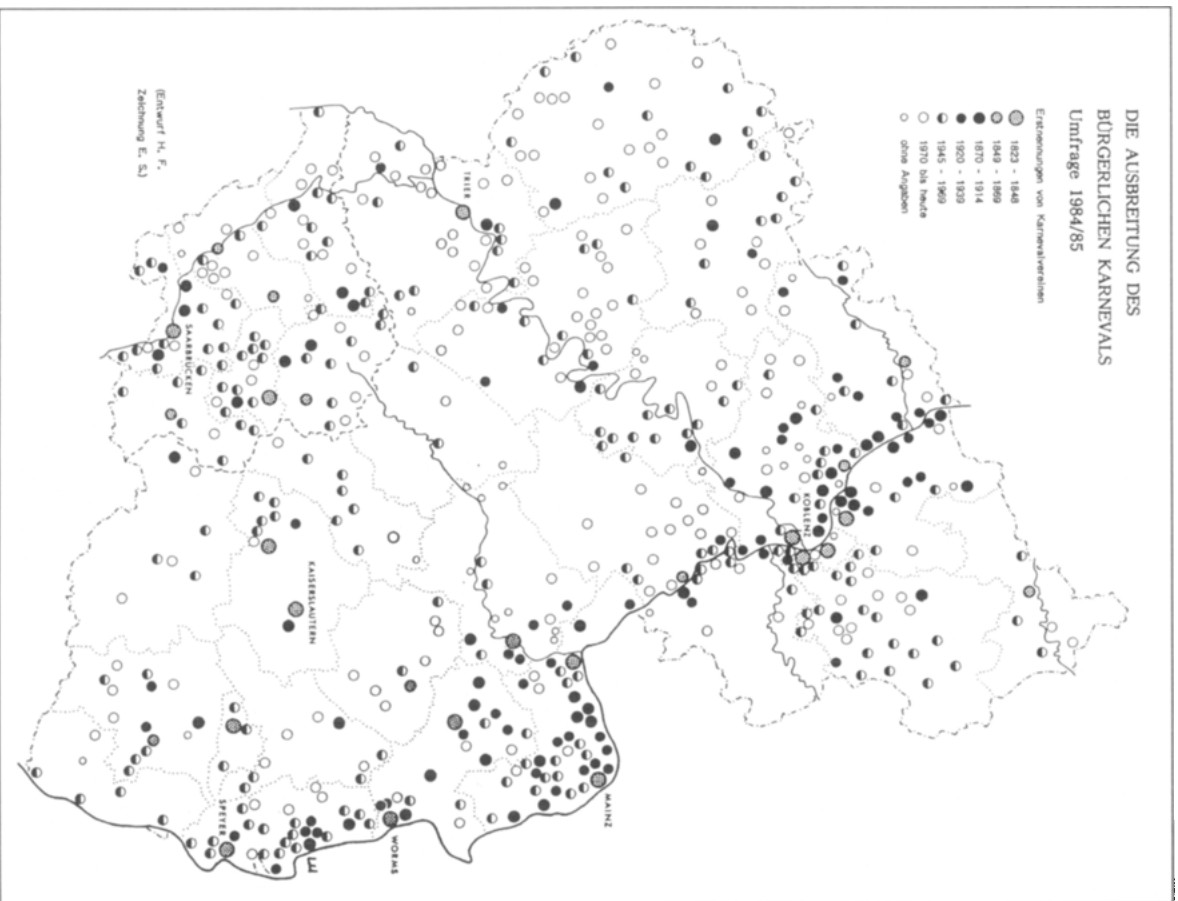 DIE AUSBREITUNG DES
BÜRGERLICHEN KARNEVALS
Umfrage 1984/85
Erstnennungen von Karnevalvereinen
1823 - 1848
1849 - 1869
1870 - 1914
1920 - 1939
1945 - 1969
1970 bis heute
ohne Angaben
TRIER
KOBLENZ
SAARBRÜCKEN
KAISERSLAUTERN
MAINZ
WORMS
SPEYER
(Entwurf H. F.
Zeichnung E. S.)